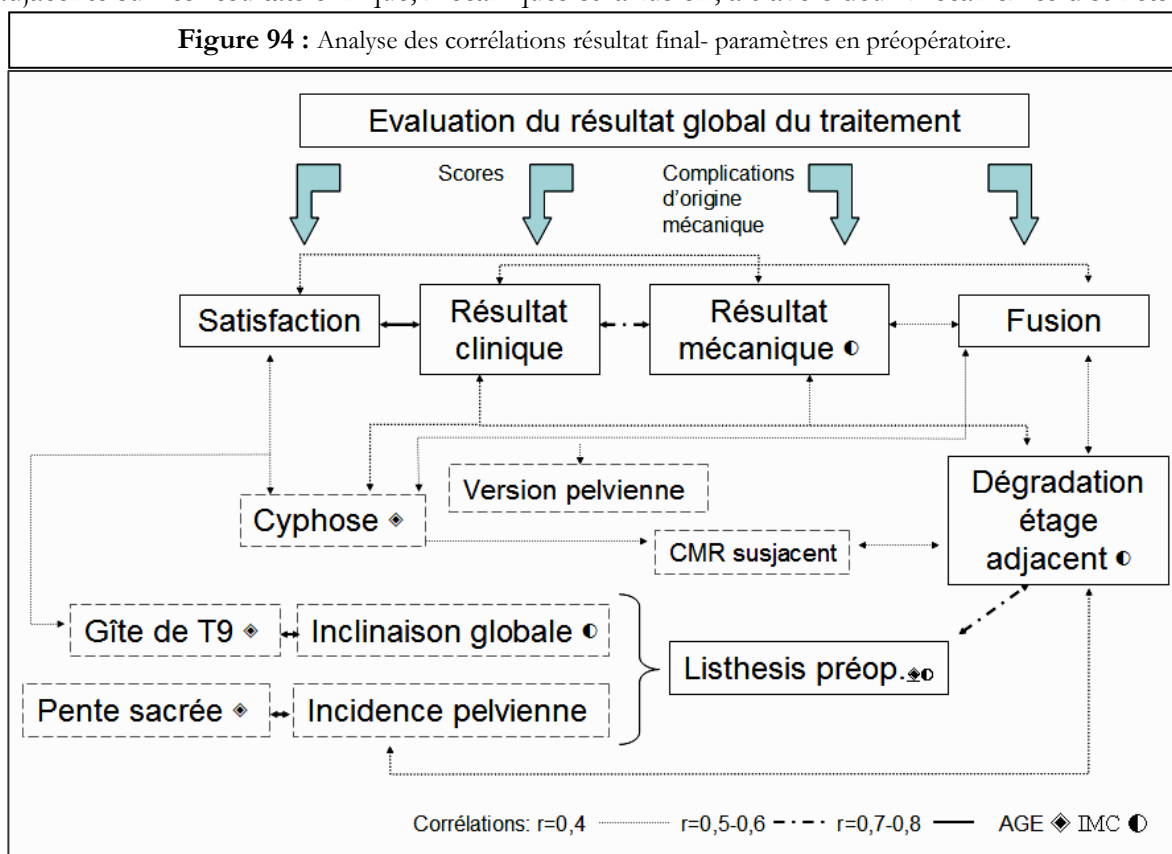 Figure 94 : Analyse des corrélations résultat final- paramètres en préopératoire.
Evaluation du résultat global du traitement
Scores
Complications
d'origine
mécanique
Satisfaction
Résultat
clinique
Résultat
mécanique
Fusion
Version pelvienne
Cyphose
CMR susjacent
Dégradation
étage
adjacent
Gîte de T9
Inclinaison globale
Listhesis préop.
Pente sacrée
Incidence pelvienne
Corrélations: r=0,4 r=0,5-0,6 r=0,7-0,8 AGE ◈ IMC ◐